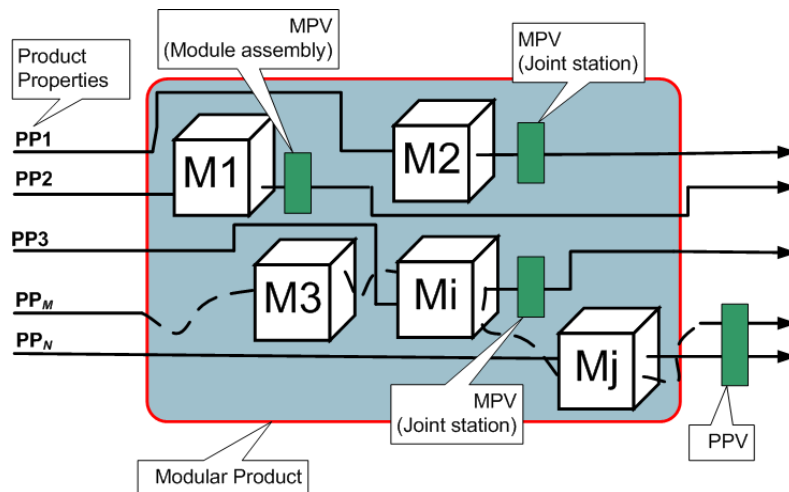 MPV
(Module assembly)
MPV
(Joint station)
Product
Properties
PP1
M1
M2
PP2
PP3
M3
Mi
PPM
PPN
Mj
MPV
(Joint station)
PPV
Modular Product